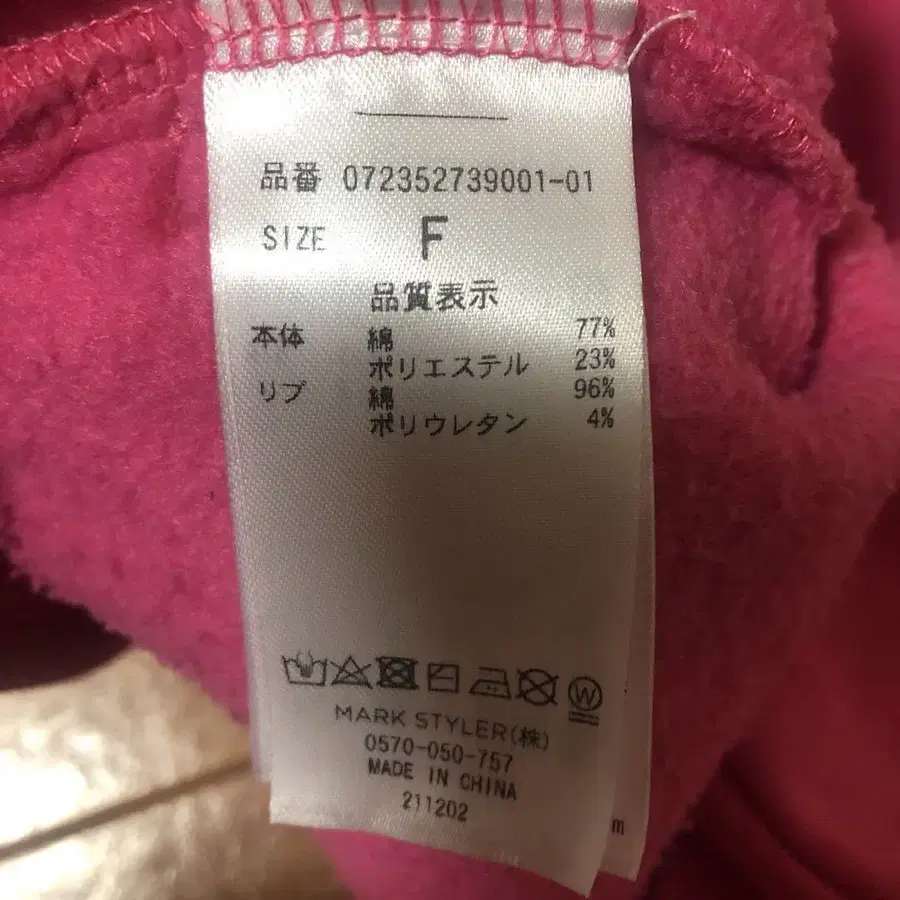 品番 072352739001-01
SIZE F
品質表示
本体 綿 77%
ポリエステル 23%
リブ 綿 96%
ポリウレタン 4%
W
MARK STYLER(株)
0570-050-757
MADE IN CHINA
211202
m